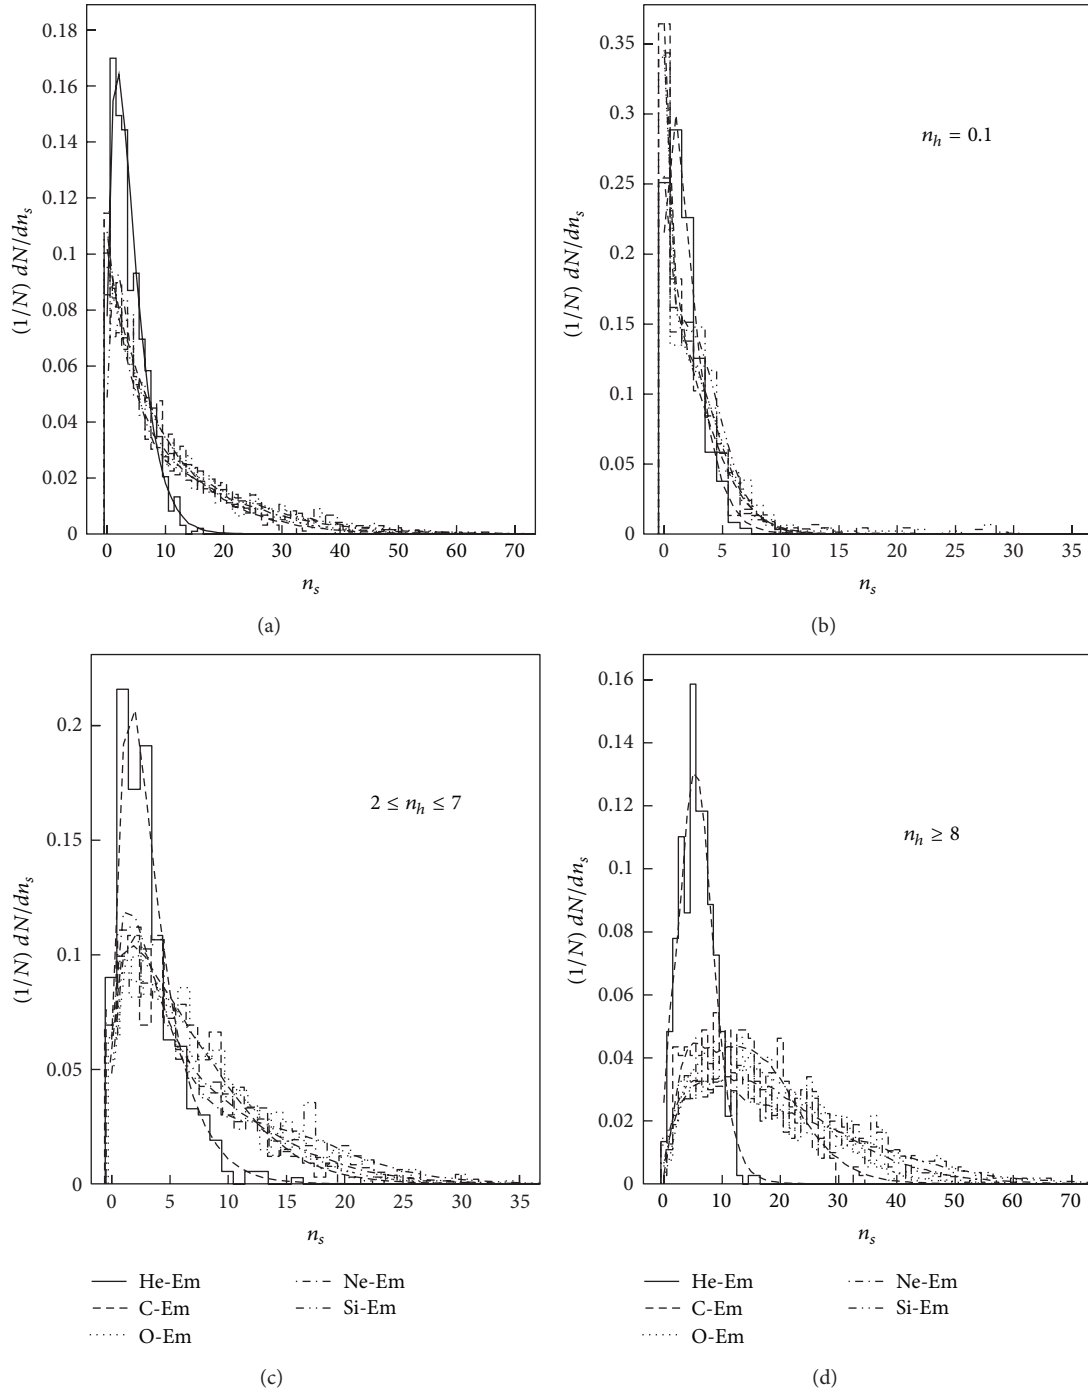 0.18
0.16
0.14
0.12
0.1
0.08
0.06
0.04
0.02
0
(1/N) dN/dn_s
0 10 20 30 40 50 60 70
n_s
(a)
0.35
0.3
0.25
0.2
0.15
0.1
0.05
0
(1/N) dN/dn_s
n_h = 0.1
0 5 10 15 20 25 30 35
n_s
(b)
0.2
0.15
0.1
0.05
0
(1/N) dN/dn_s
2 ≤ n_h ≤ 7
0 5 10 15 20 25 30 35
n_s
He-Em
C-Em
O-Em
Ne-Em
Si-Em
(c)
0.16
0.14
0.12
0.1
0.08
0.06
0.04
0.02
0
(1/N) dN/dn_s
n_h ≥ 8
0 10 20 30 40 50 60 70
n_s
He-Em
C-Em
O-Em
Ne-Em
Si-Em
(d)